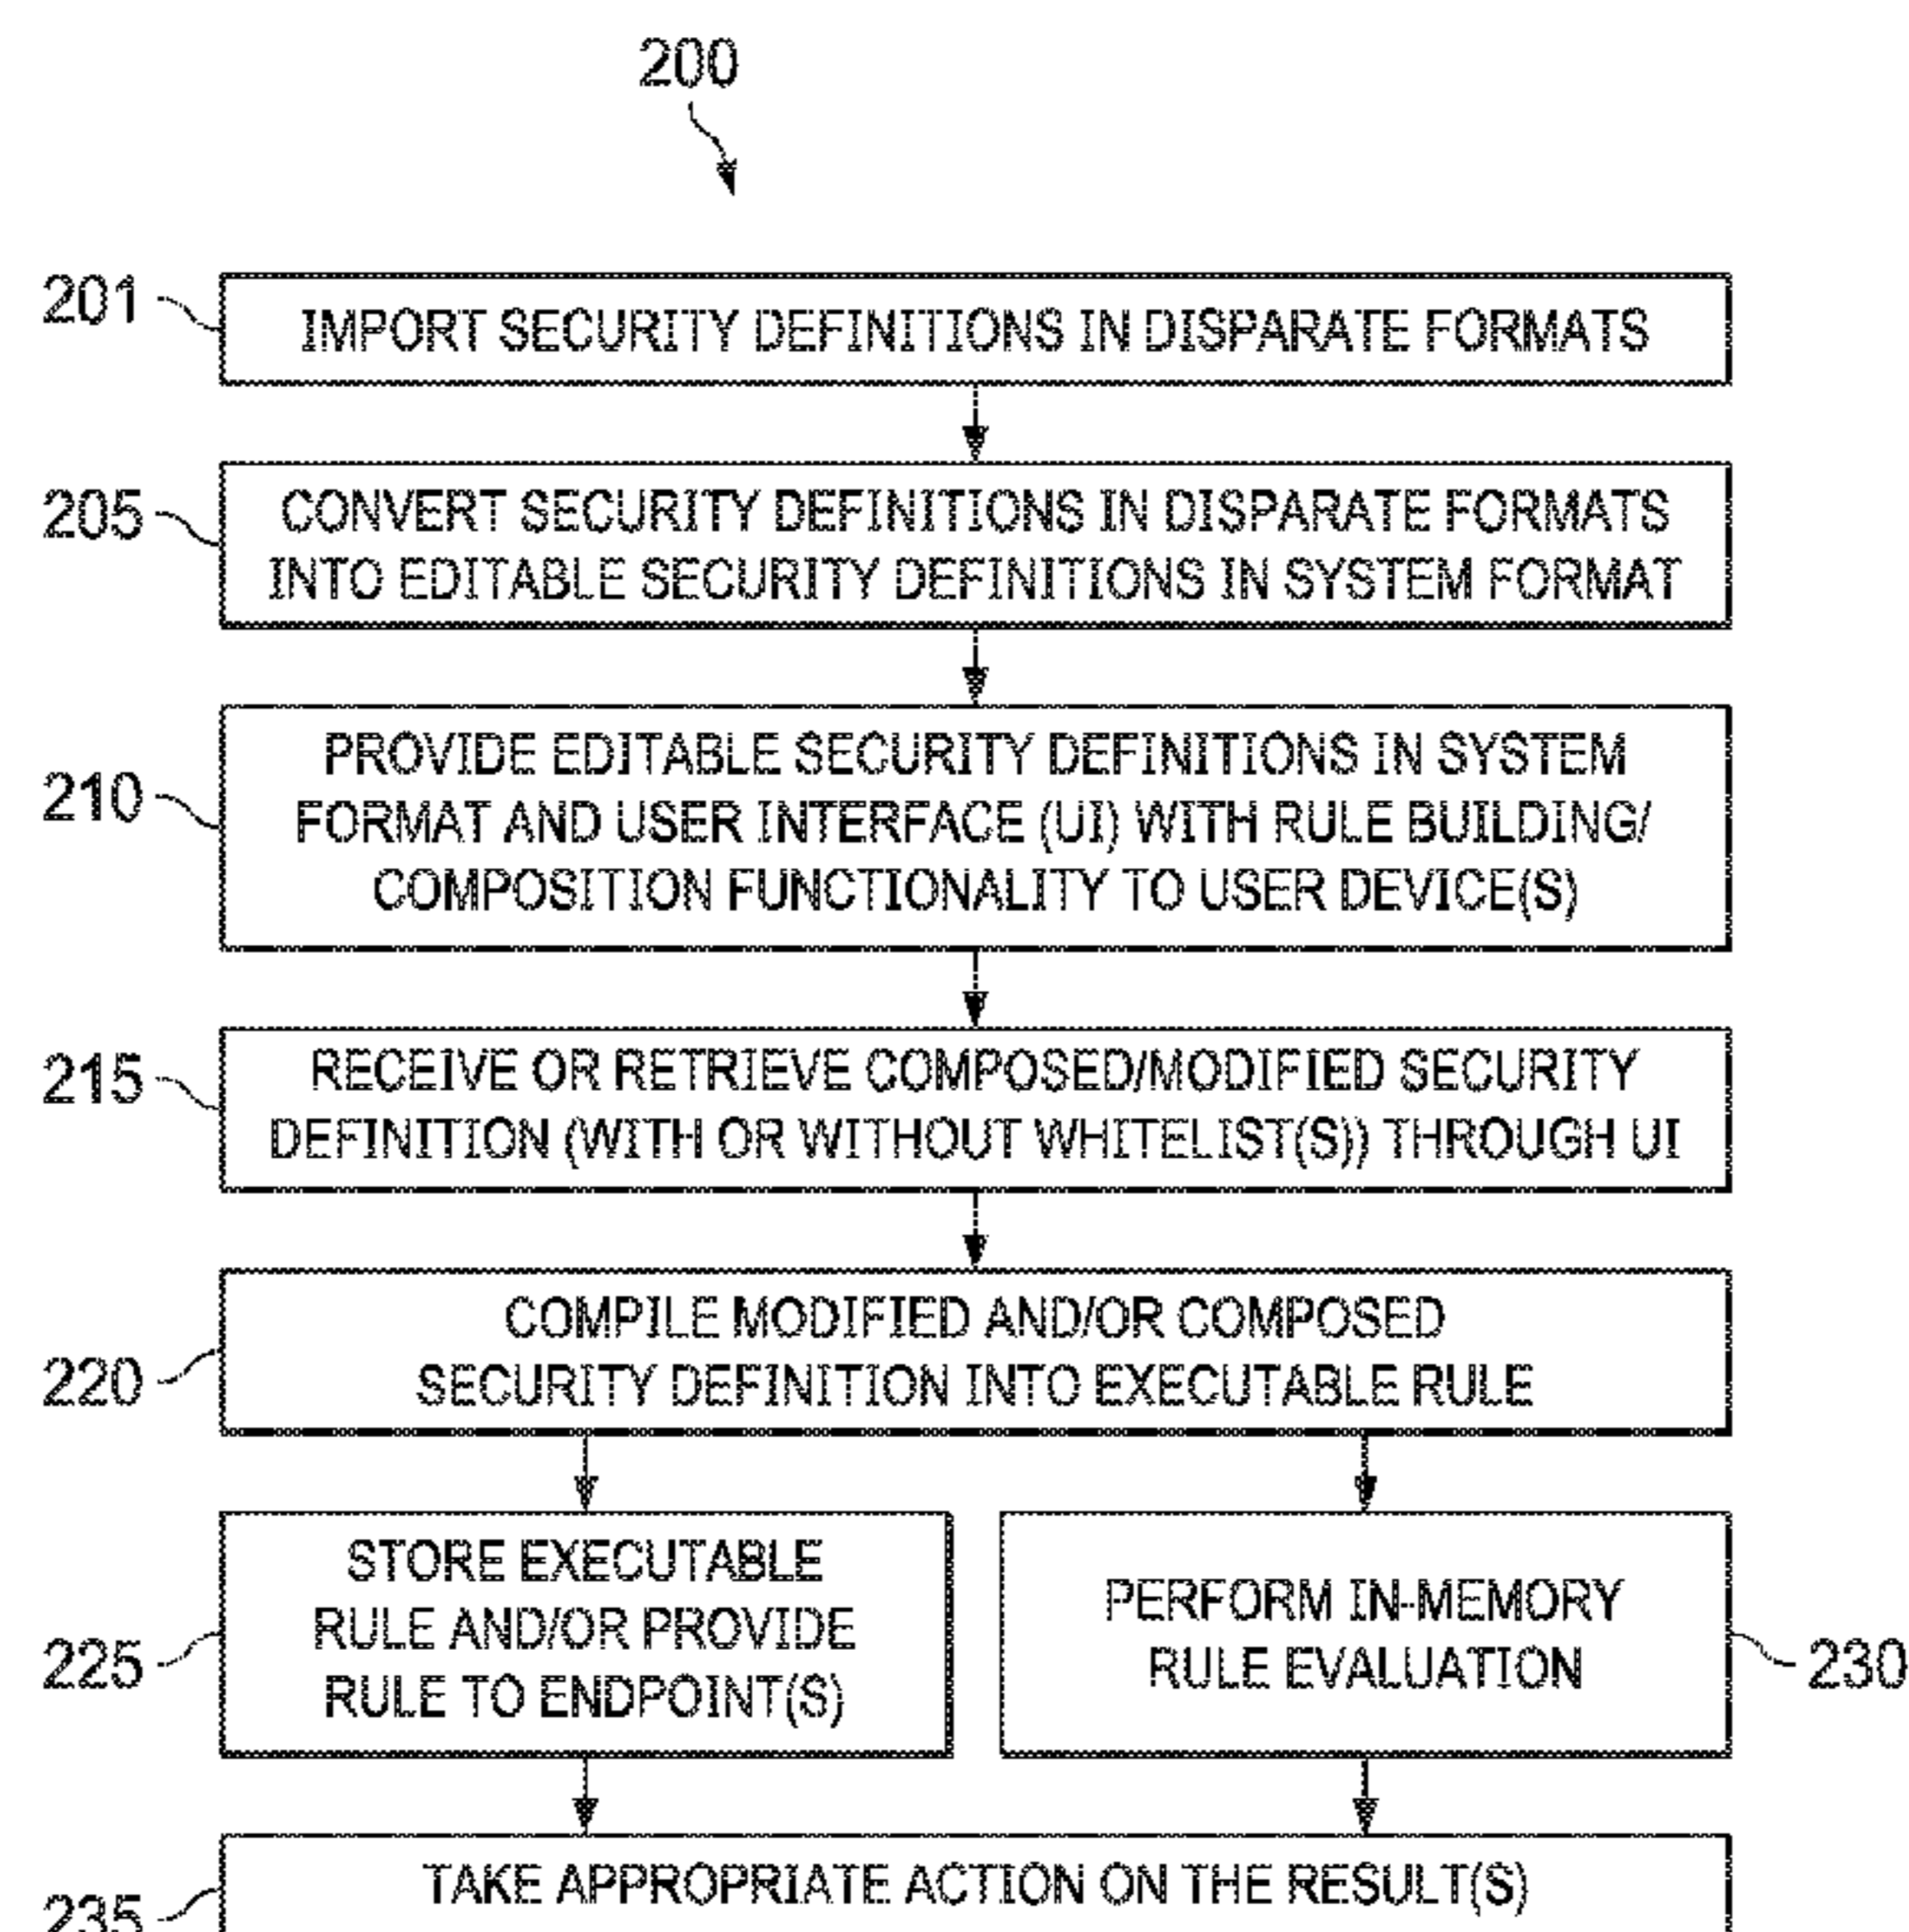 200
201
IMPORT SECURITY DEFINITIONS IN DISPARATE FORMATS
205
CONVERT SECURITY DEFINITIONS IN DISPARATE FORMATS
INTO EDITABLE SECURITY DEFINITIONS IN SYSTEM FORMAT
210
PROVIDE EDITABLE SECURITY DEFINITIONS IN SYSTEM
FORMAT AND USER INTERFACE (UI) WITH RULE BUILDING/
COMPOSITION FUNCTIONALITY TO USER DEVICE(S)
215
RECEIVE OR RETRIEVE COMPOSED/MODIFIED SECURITY
DEFINITION (WITH OR WITHOUT WHITELIST(S)) THROUGH UI
220
COMPILE MODIFIED AND/OR COMPOSED
SECURITY DEFINITION INTO EXECUTABLE RULE
225
STORE EXECUTABLE
RULE AND/OR PROVIDE
RULE TO ENDPOINT(S)
PERFORM IN-MEMORY
RULE EVALUATION
230
235
TAKE APPROPRIATE ACTION ON THE RESULT(S)